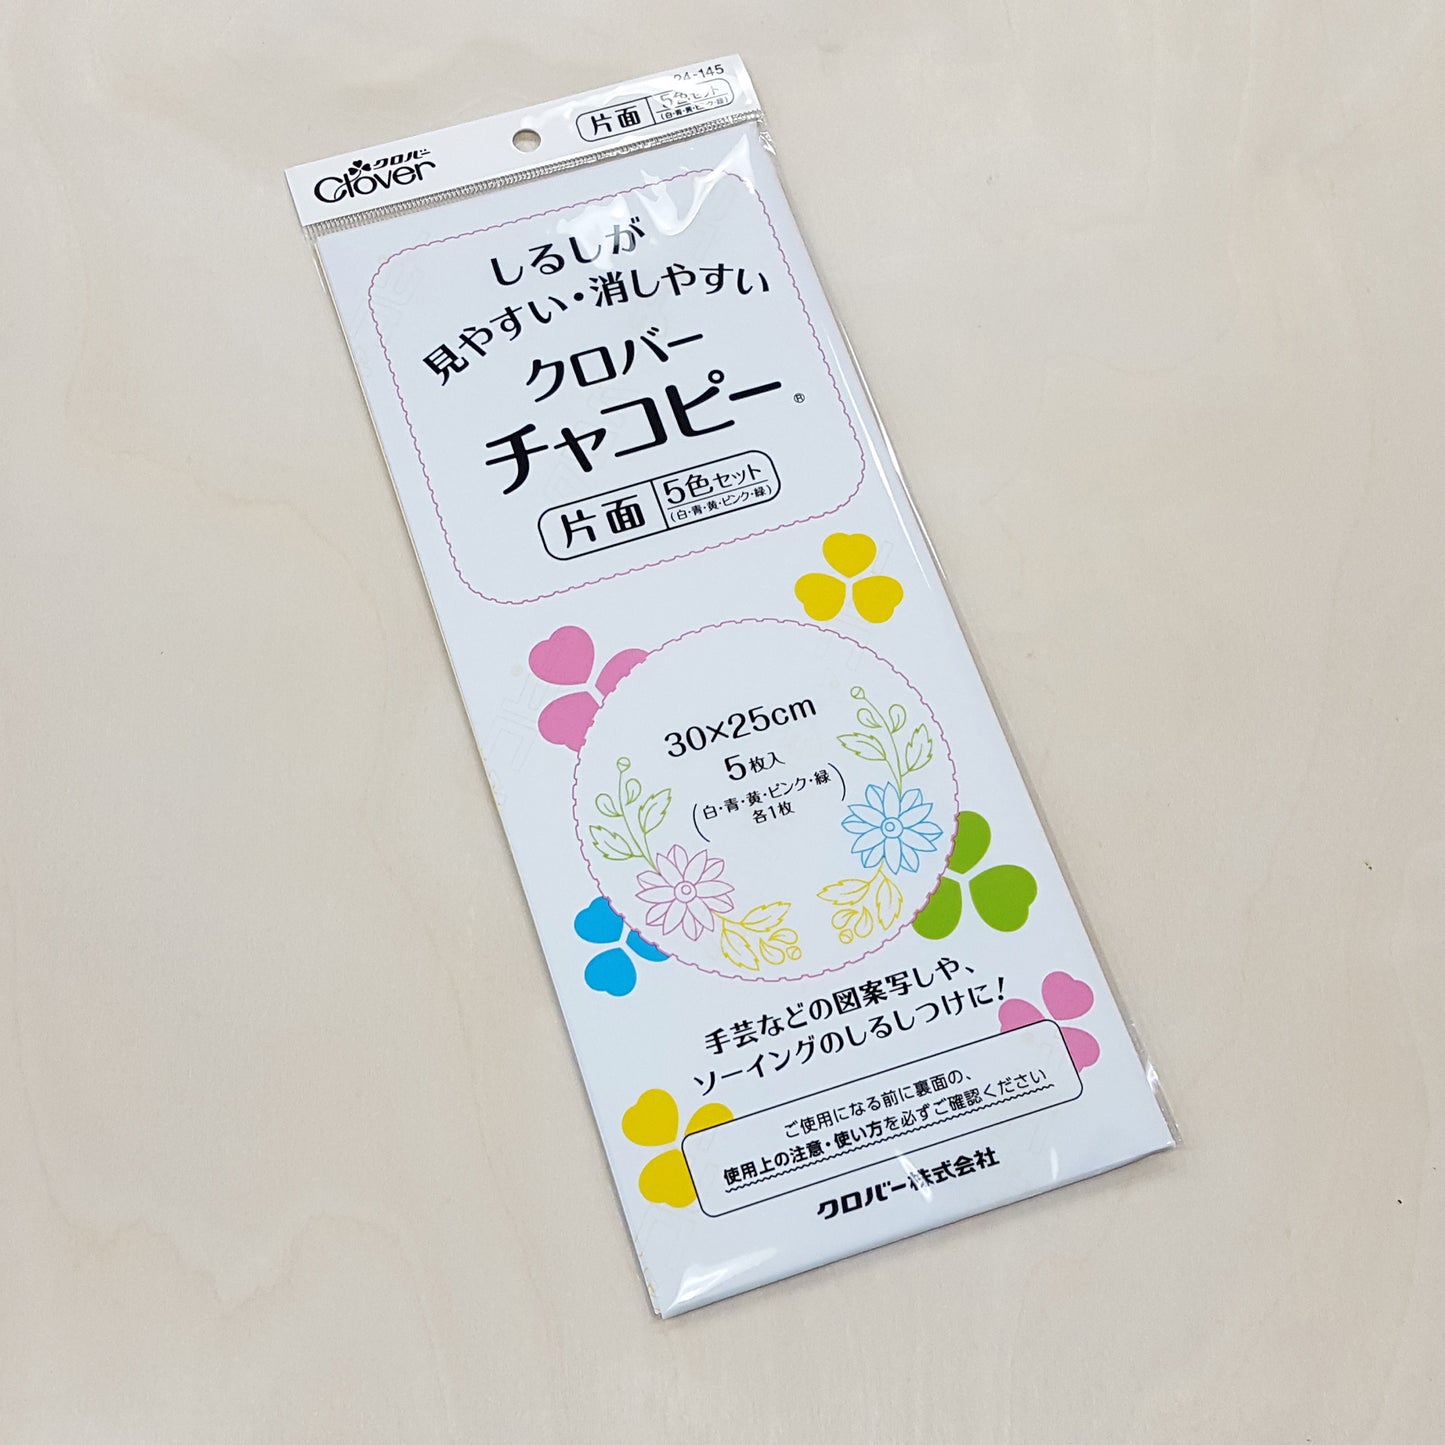 24-145
片面 5色セット
(白・青・黄・ピンク・緑)
クロバー
Clover
しるしが
見やすい・消しやすい
クロバー
チャコピー®
片面 5色セット
(白・青・黄・ピンク・緑)
30×25cm
5枚入
(白・青・黄・ピンク・緑
各1枚)
手芸などの図案写しや、
ソーイングのしるしつけに!
ご使用になる前に裏面の、
使用上の注意・使い方を必ずご確認ください
クロバー株式会社